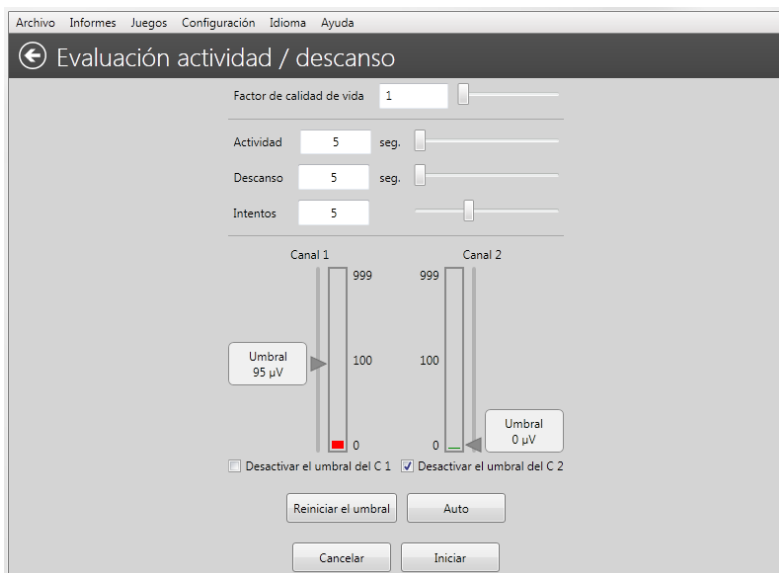 Archivo Informes Juegos Configuración Idioma Ayuda
Evaluación actividad / descanso
Factor de calidad de vida 1
Actividad 5 seg.
Descanso 5 seg.
Intentos 5
Canal 1 Canal 2
999 999
Umbral
95 µV
100 100
Umbral
0 µV
0 0
Desactivar el umbral del C 1 Desactivar el umbral del C 2
Reiniciar el umbral Auto
Cancelar Iniciar